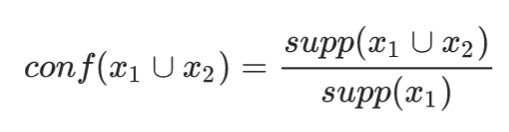 conf(x₁ ∪ x₂) = supp(x₁ ∪ x₂) / supp(x₁)